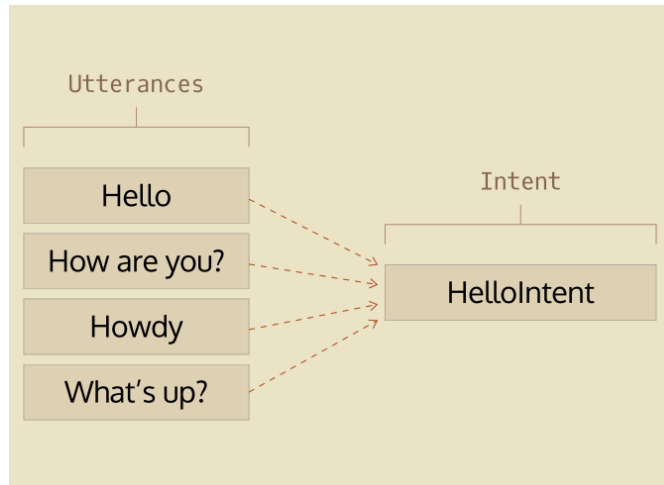 Utterances
Hello
How are you?
Howdy
What's up?
Intent
HelloIntent